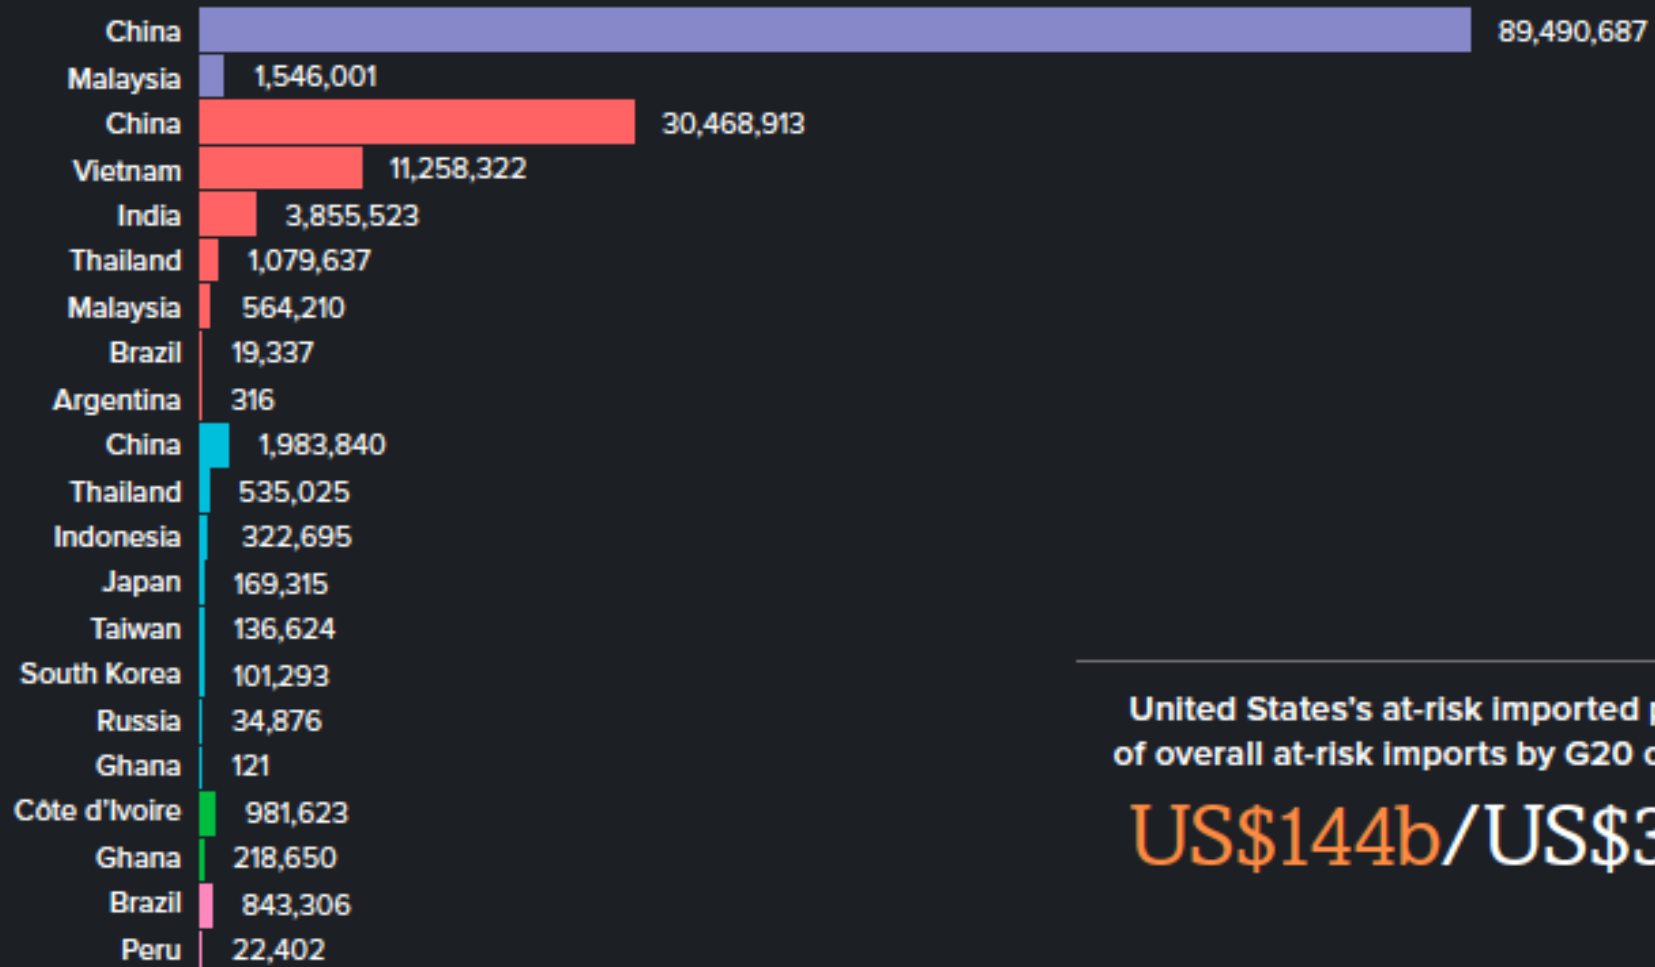 China 89,490,687
Malaysia 1,546,001
China 30,468,913
Vietnam 11,258,322
India 3,855,523
Thailand 1,079,637
Malaysia 564,210
Brazil 19,337
Argentina 316
China 1,983,840
Thailand 535,025
Indonesia 322,695
Japan 169,315
Taiwan 136,624
South Korea 101,293
Russia 34,876
Ghana 121
Côte d'Ivoire 981,623
Ghana 218,650
Brazil 843,306
Peru 22,402
United States's at-risk imported
of overall at-risk imports by G20
US$144b/US$3